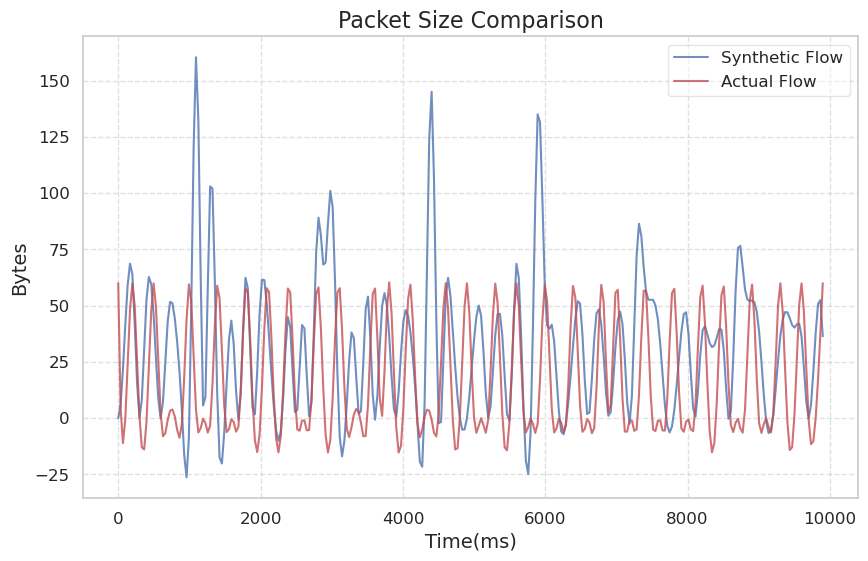 Packet Size Comparison
Synthetic Flow
Actual Flow
Bytes
150
125
100
75
50
25
0
−25
0 2000 4000 6000 8000 10000
Time(ms)